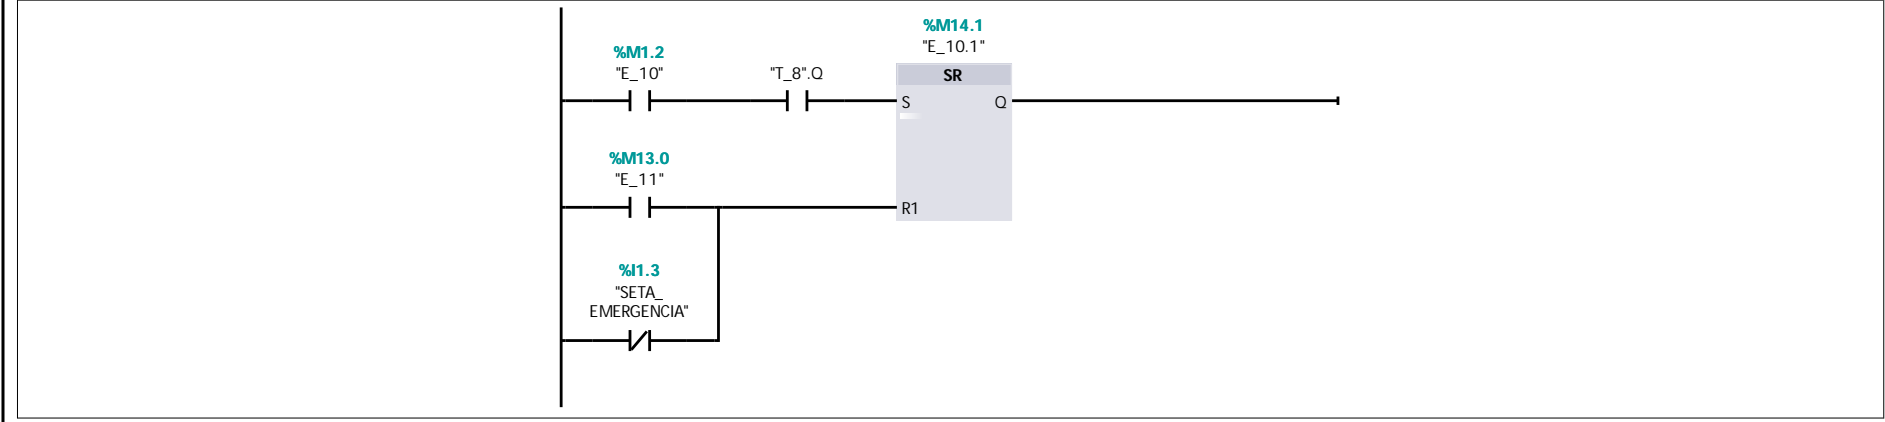 %M14.1
"E_10.1"
%M1.2
"E_10"
"T_8".Q
SR
S
Q
%M13.0
"E_11"
R1
%I1.3
"SETA_
EMERGENCIA"